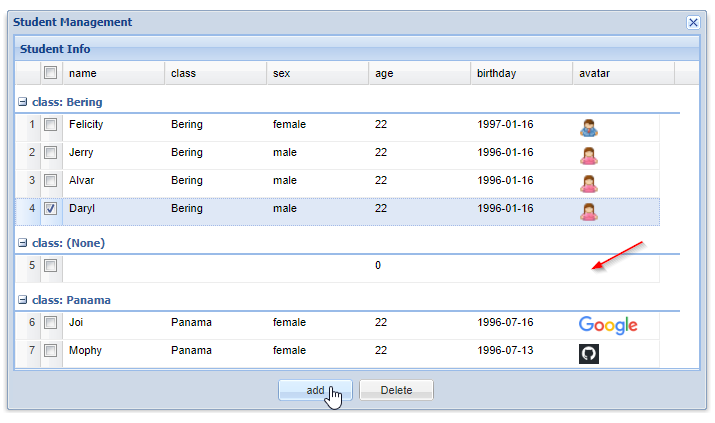 Student Management
Student Info
name class sex age birthday avatar
class: Bering
1 Felicity Bering female 22 1997-01-16
2 Jerry Bering male 22 1996-01-16
3 Alvar Bering male 22 1996-01-16
4 Daryl Bering male 22 1996-01-16
class: (None)
5 0
class: Panama
6 Joi Panama female 22 1996-07-16 Google
7 Mophy Panama female 22 1996-07-13
add Delete